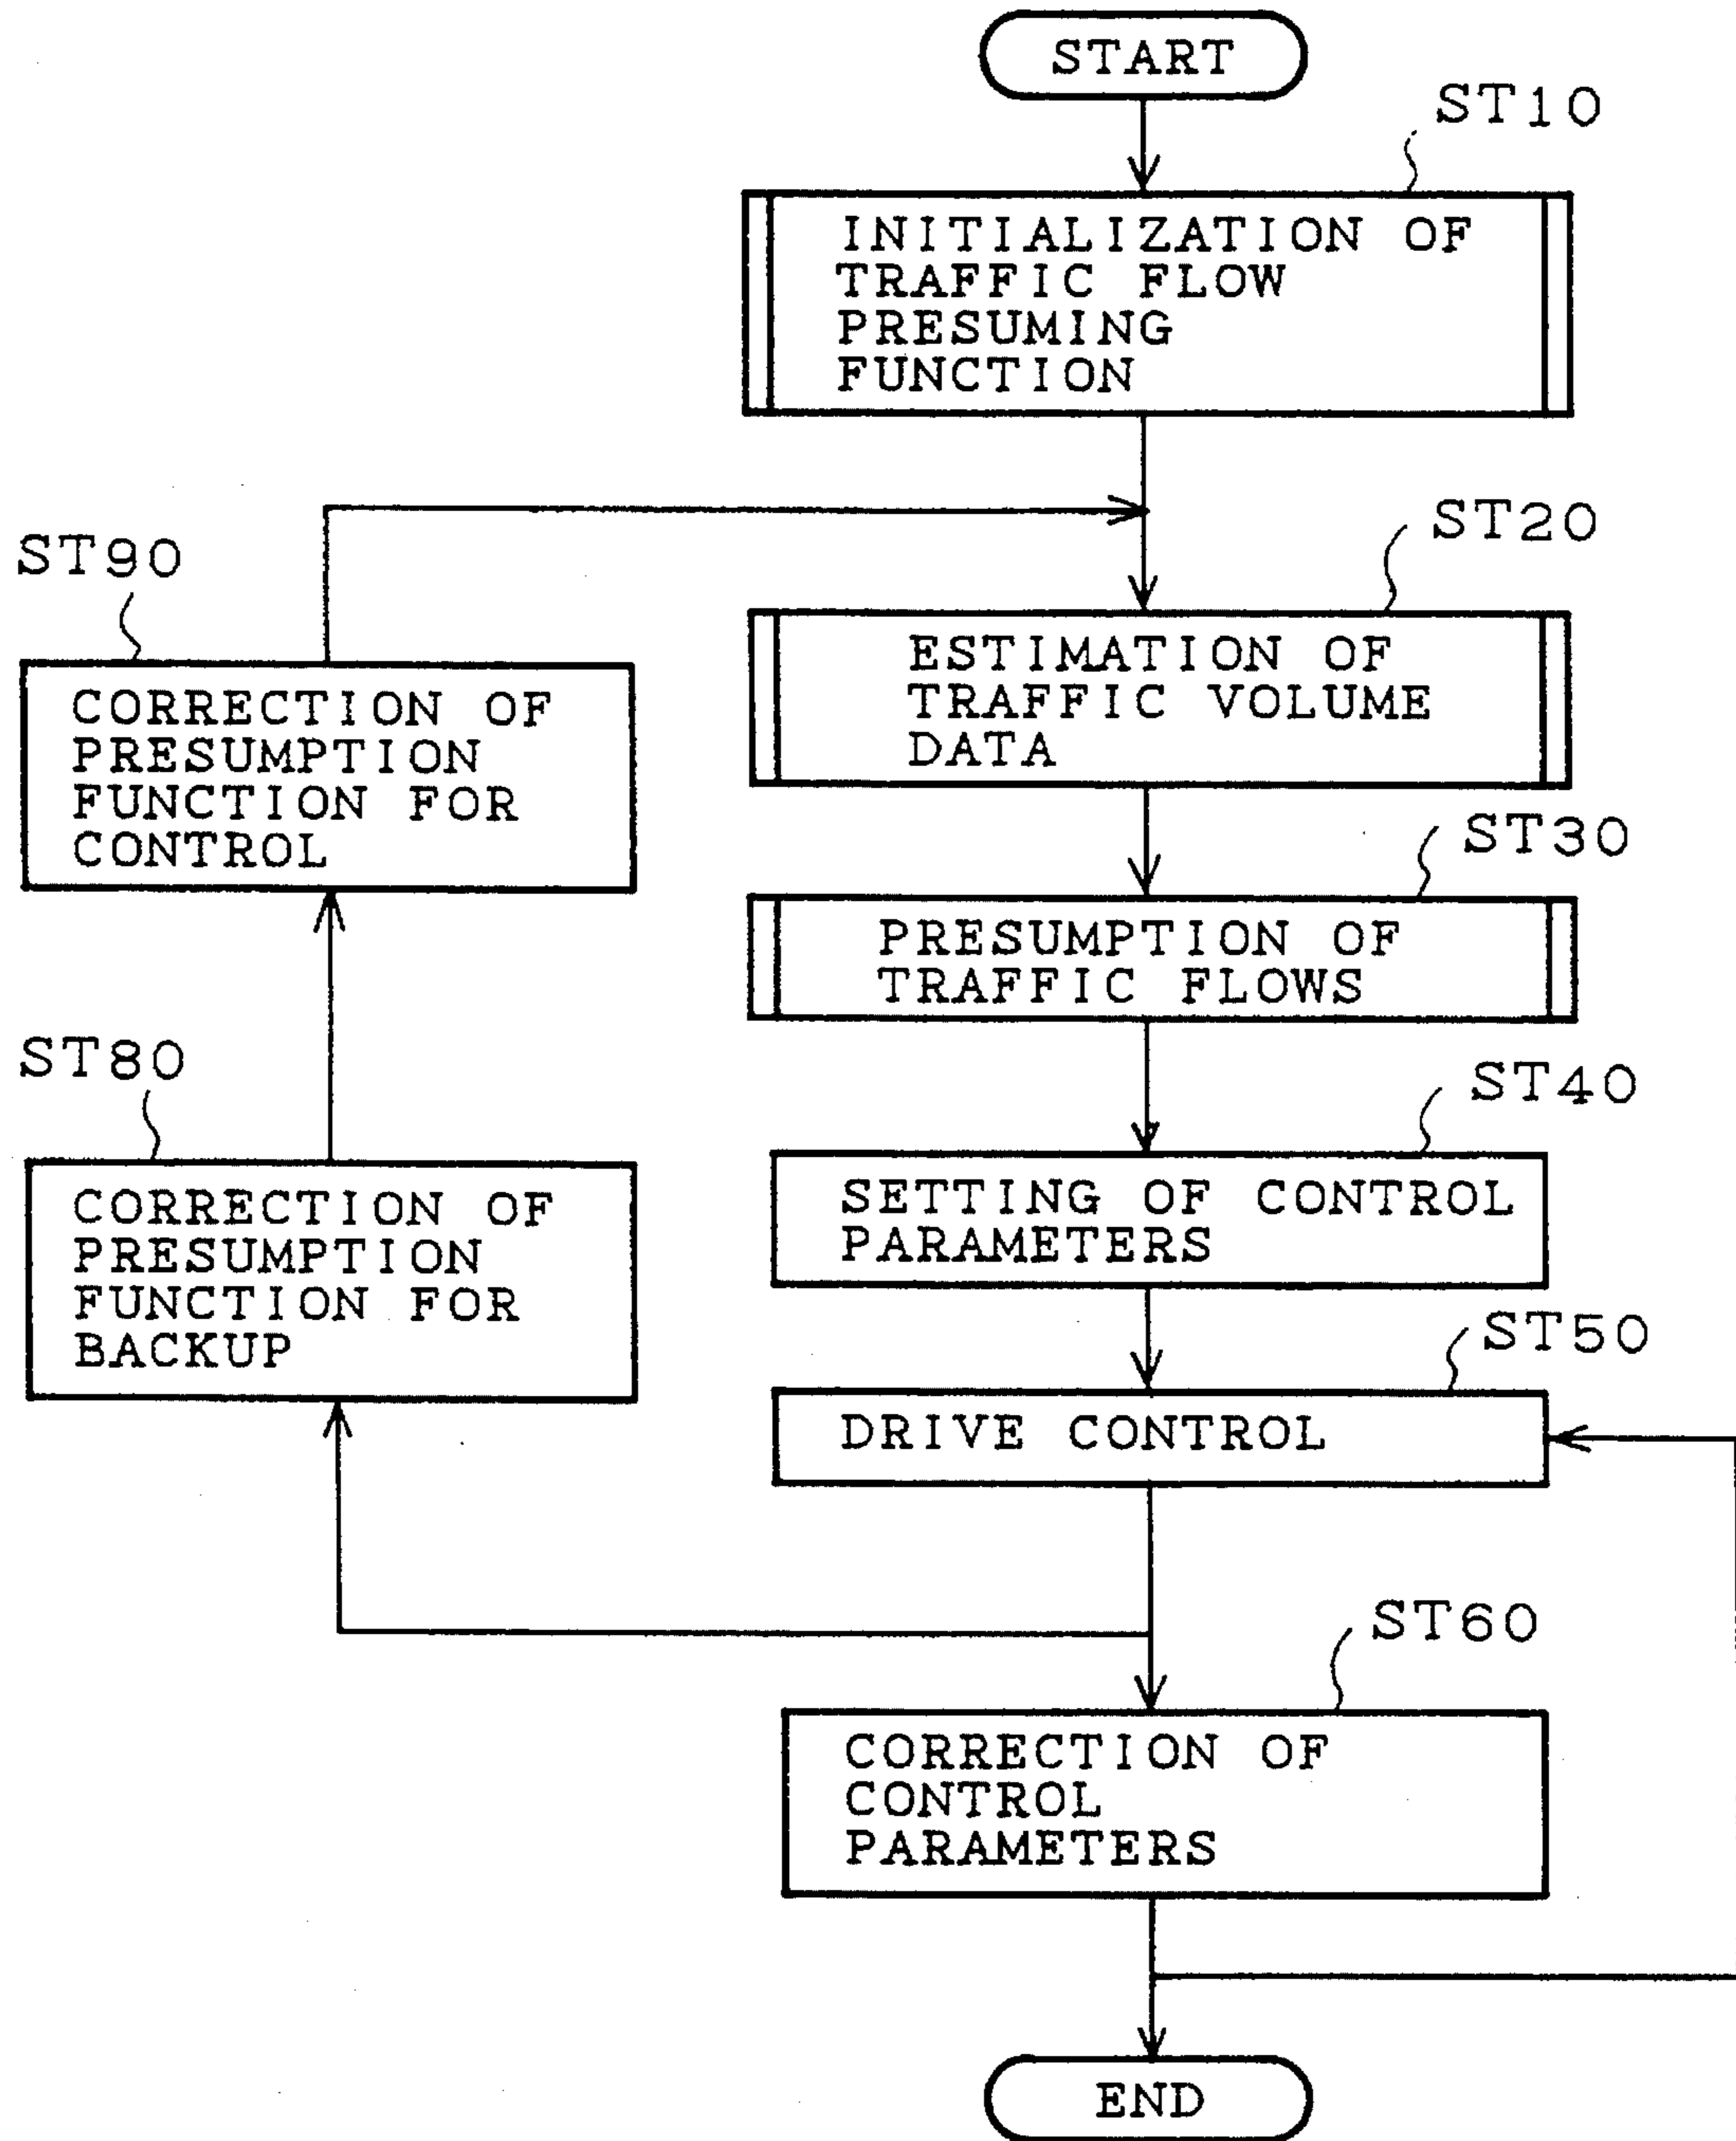 START
ST10
INITIALIZATION OF
TRAFFIC FLOW
PRESUMING
FUNCTION
ST20
ESTIMATION OF
TRAFFIC VOLUME
DATA
ST90
CORRECTION OF
PRESUMPTION
FUNCTION FOR
CONTROL
ST30
PRESUMPTION OF
TRAFFIC FLOWS
ST40
SETTING OF CONTROL
PARAMETERS
ST80
CORRECTION OF
PRESUMPTION
FUNCTION FOR
BACKUP
ST50
DRIVE CONTROL
ST60
CORRECTION OF
CONTROL
PARAMETERS
END